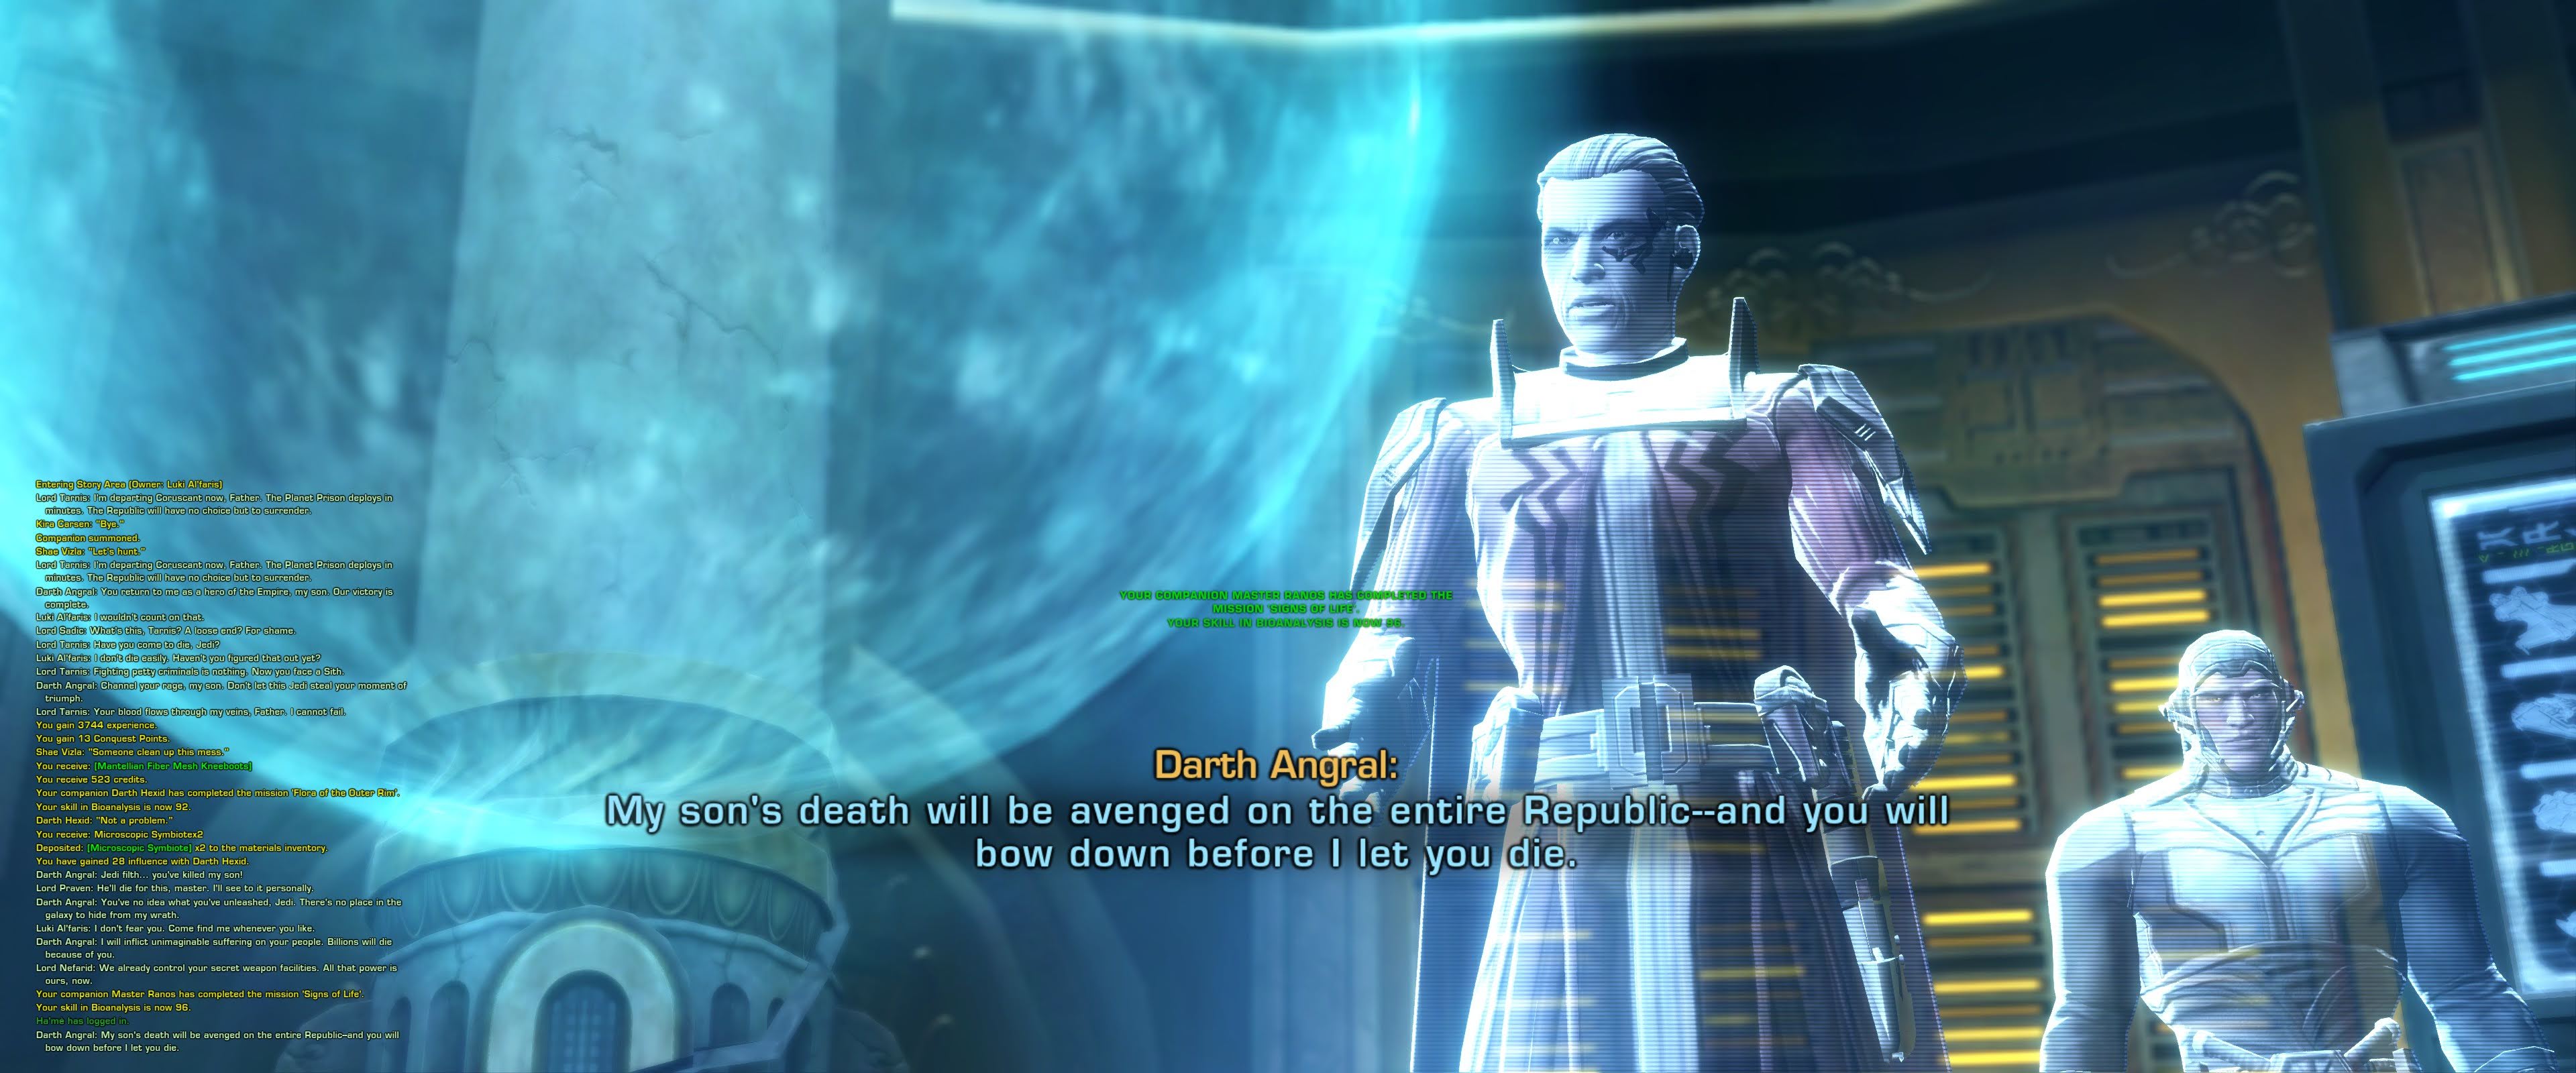 Entering Story Area (Owner: Luki Al'faris)
Lord Tarnis: I'm departing Coruscant now, Father. The Planet Prison deploys in
minutes. The Republic will have no choice but to surrender.
Kira Carsen: "Bye."
Companion summoned.
Shae Vizla: "Let's hunt."
Lord Tarnis: I'm departing Coruscant now, Father. The Planet Prison deploys in
minutes. The Republic will have no choice but to surrender.
Darth Angral: You return to me as a hero of the Empire, my son. Our victory is
complete.
Luki Al'faris: I wouldn't count on that.
Lord Sadic: What's this, Tarnis? A loose end? For shame.
Lord Tarnis: Have you come to die, Jedi?
Luki Al'faris: I don't die easily. Haven't you figured that out yet?
Lord Tarnis: Fighting petty criminals is nothing. Now you face a Sith.
Darth Angral: Channel your rage, my son. Don't let this Jedi steal your moment of
triumph.
Lord Tarnis: Your blood flows through my veins, Father. I cannot fail.
You gain 3744 experience.
You gain 13 Conquest Points.
Shae Vizla: "Someone clean up this mess."
You receive: [Mantellian Fiber Mesh Kneeboots]
You receive 523 credits.
Your companion Darth Hexid has completed the mission 'Flora of the Outer Rim'.
Your skill in Bioanalysis is now 92.
Darth Hexid: "Not a problem."
You receive: Microscopic Symbiotex2
Deposited: [Microscopic Symbiote] x2 to the materials inventory.
You have gained 28 influence with Darth Hexid.
Darth Angral: Jedi filth... you've killed my son!
Lord Praven: He'll die for this, master. I'll see to it personally.
Darth Angral: You've no idea what you've unleashed, Jedi. There's no place in the
galaxy to hide from my wrath.
Luki Al'faris: I don't fear you. Come find me whenever you like.
Darth Angral: I will inflict unimaginable suffering on your people. Billions will die
because of you.
Lord Nefarid: We already control your secret weapon facilities. All that power is
ours, now.
Your companion Master Ranos has completed the mission 'Signs of Life'.
Your skill in Bioanalysis is now 96.
Ha'me has logged in.
Darth Angral: My son's death will be avenged on the entire Republic--and you will
bow down before I let you die.
YOUR COMPANION MASTER RANOS HAS COMPLETED THE
MISSION 'SIGNS OF LIFE'.
YOUR SKILL IN BIOANALYSIS IS NOW 96.
Darth Angral:
My son's death will be avenged on the entire Republic--and you will
bow down before I let you die.